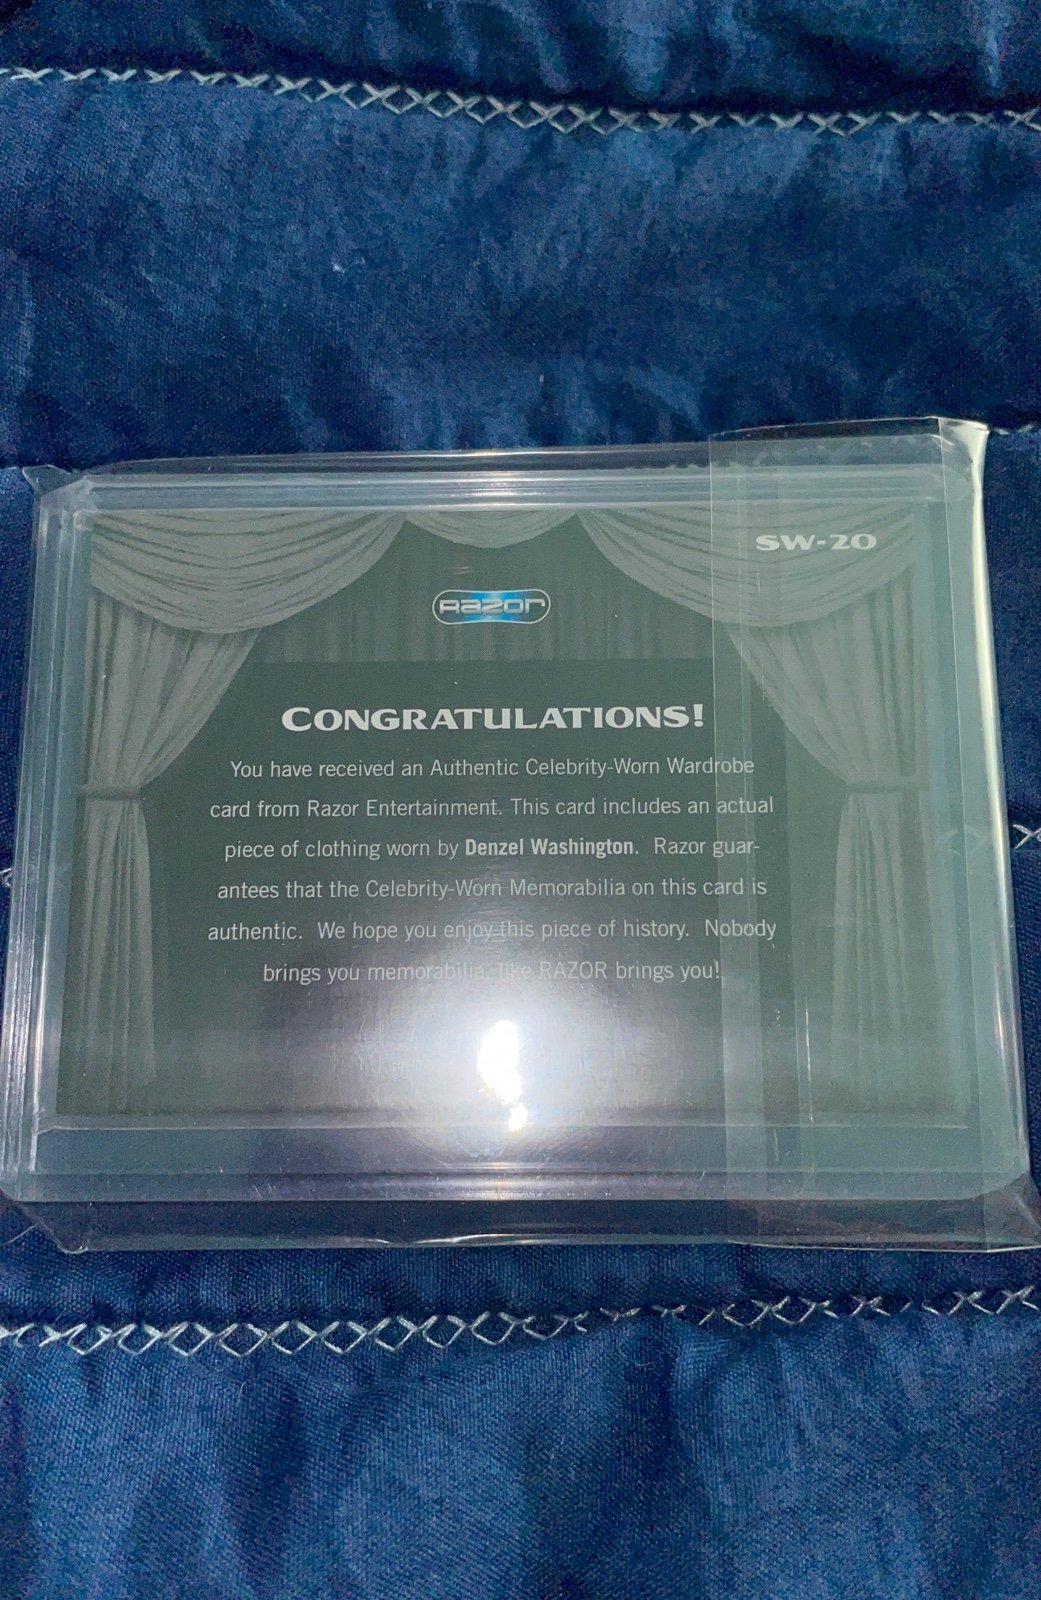 SW-20
Razor
CONGRATULATIONS!
You have received an Authentic Celebrity-Worn Wardrobe
card from Razor Entertainment. This card includes an actual
piece of clothing worn by Denzel Washington. Razor guar-
antees that the Celebrity-Worn Memorabilia on this card is
authentic. We hope you enjoy this piece of history. Nobody
brings you memorabilia, like RAZOR brings you!